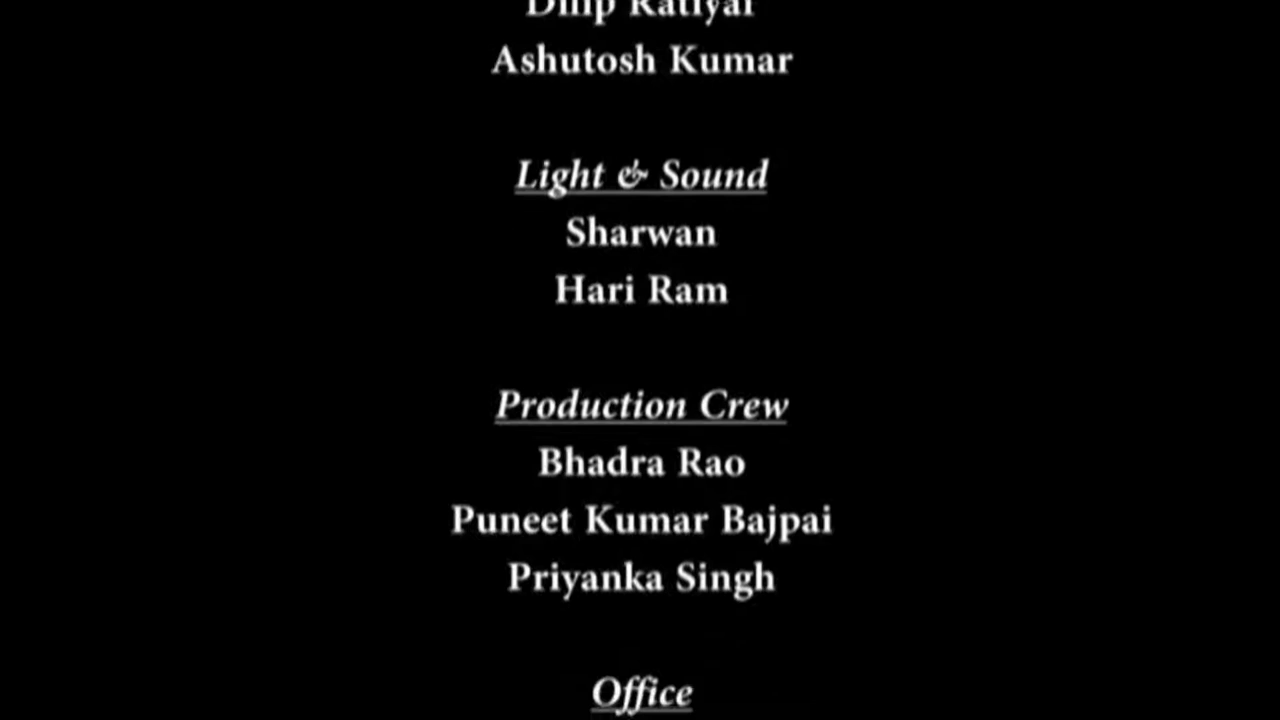 Ashutosh Kumar
Light & Sound
Sharwan
Hari Ram
Production Crew
Bhadra Rao
Puneet Kumar Bajpai
Priyanka Singh
Office